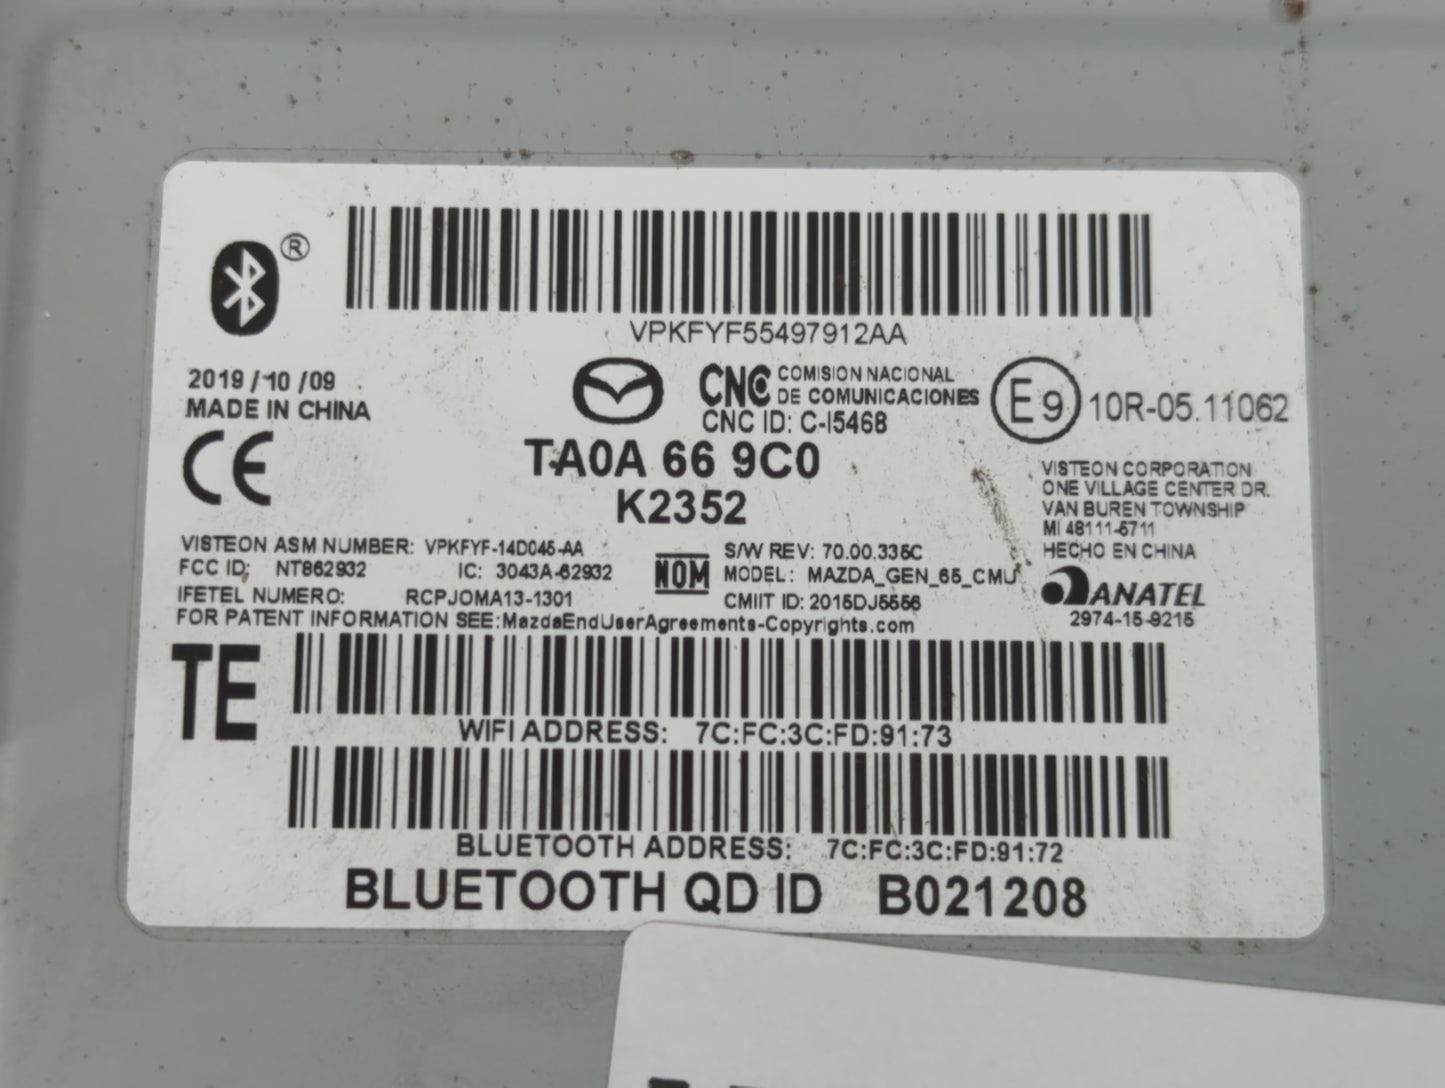 ®
VPKFYF55497912AA
2019/10/09
MADE IN CHINA
CE
CNC COMISION NACIONAL
DE COMUNICACIONES
CNC ID: C-I5468
E9 10R-05.11062
TA0A 66 9C0
K2352
VISTEON CORPORATION
ONE VILLAGE CENTER DR.
VAN BUREN TOWNSHIP
MI 48111-5711
HECHO EN CHINA
VISTEON ASM NUMBER: VPKFYF-14D045-AA
FCC ID: NT862932 IC: 3043A-62932
IFETEL NUMERO: RCPJOMA13-1301
NOM
S/W REV: 70.00.335C
MODEL: MAZDA_GEN_65_CMU
CMIIT ID: 2015DJ5556
ANATEL
2974-15-9215
FOR PATENT INFORMATION SEE:MazdaEndUserAgreements-Copyrights.com
TE
WIFI ADDRESS: 7C:FC:3C:FD:91:73
BLUETOOTH ADDRESS: 7C:FC:3C:FD:91:72
BLUETOOTH QD ID B021208